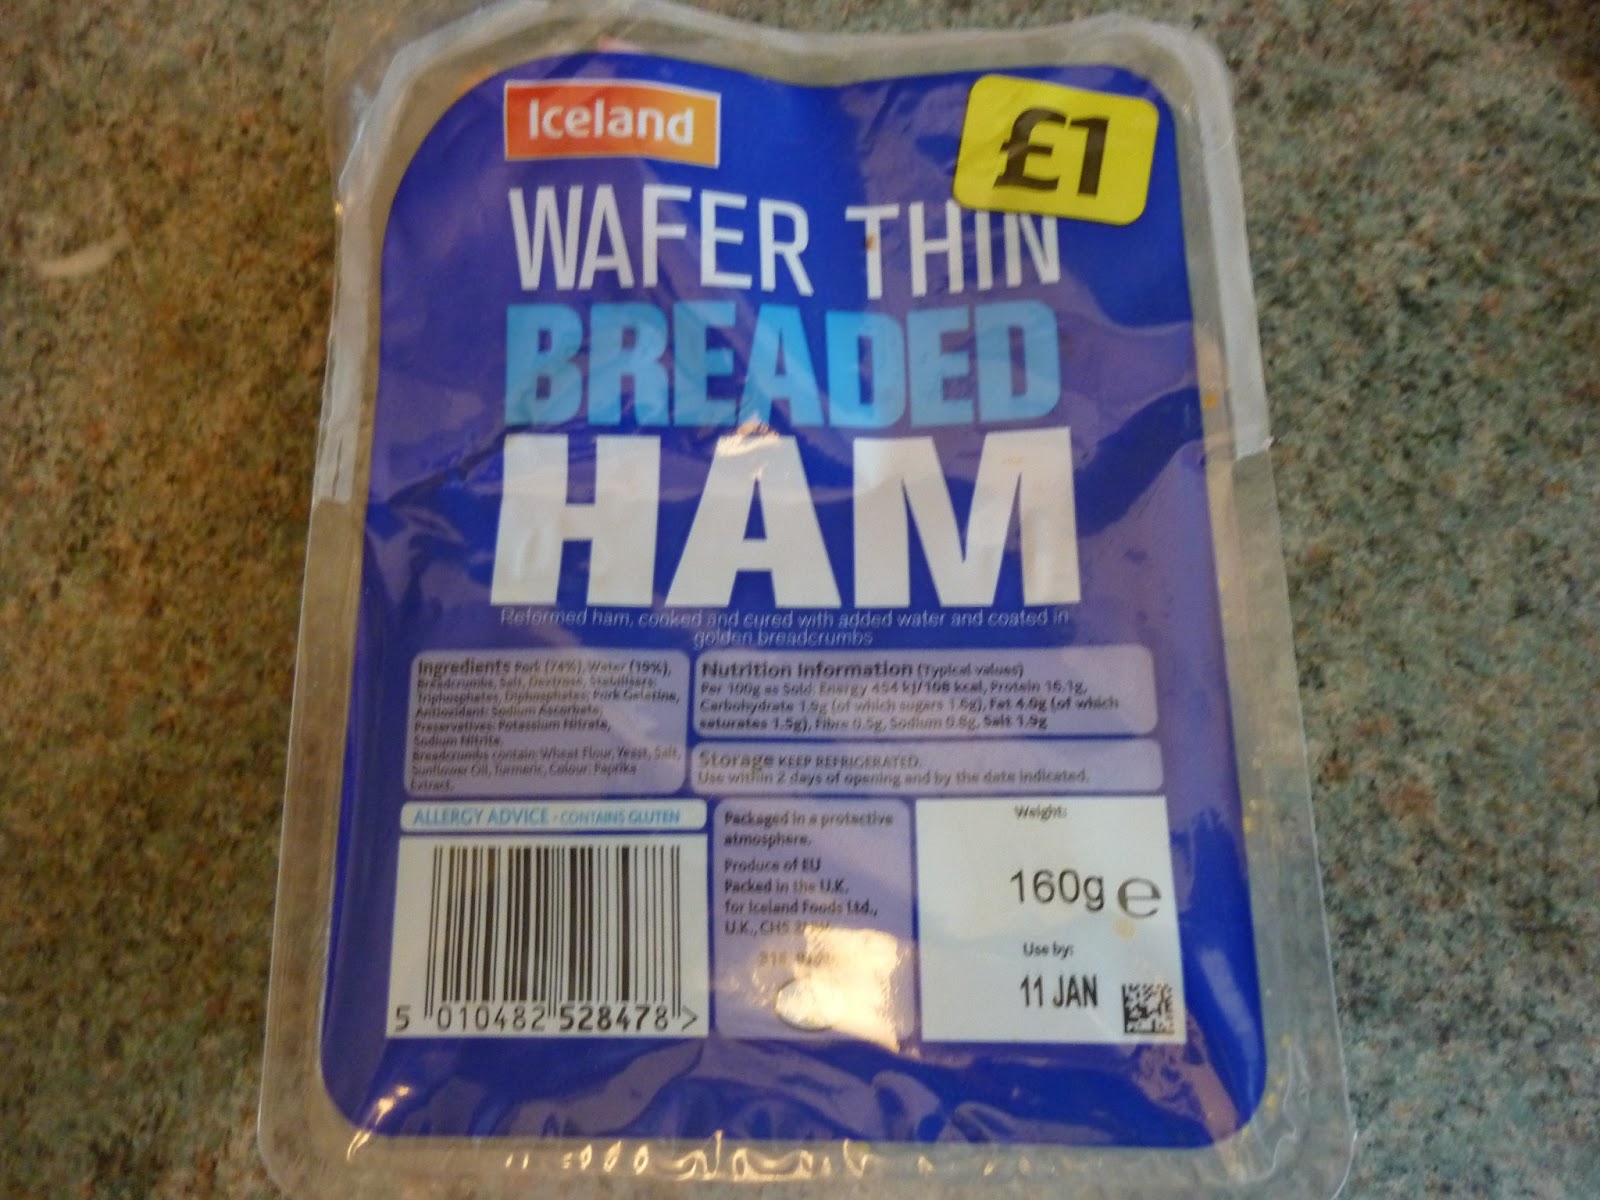 Iceland
£1
WAFER THIN
BREADED
HAM
Reformed ham, cooked and cured with added water and coated in
golden breadcrumbs
Ingredients Pork (74%), Water (19%),
Breadcrumbs, Salt, Dextrose, Stabilisers:
Triphosphates, Diphosphates; Pork Gelatine,
Antioxidant: Sodium Ascorbate,
Preservatives: Potassium Nitrate,
Sodium Nitrite.
Breadcrumbs contain: Wheat Flour, Yeast, Salt,
Sunflower Oil, Turmeric, Colour: Paprika
Extract.
Nutrition Information (Typical values)
Per 100g as Sold: Energy 454 kJ/108 kcal, Protein 16.1g,
Carbohydrate 1.9g (of which sugars 1.6g), Fat 4.0g (of which
saturates 1.5g), Fibre 0.5g, Sodium 0.8g, Salt 1.9g
Storage KEEP REFRIGERATED.
Use within 2 days of opening and by the date indicated.
ALLERGY ADVICE - CONTAINS GLUTEN
5 010482 528478 >
Packaged in a protective
atmosphere.
Produce of EU
Packed in the U.K.
for Iceland Foods Ltd.,
U.K., CH5
Weight:
160g e
Use by:
11 JAN